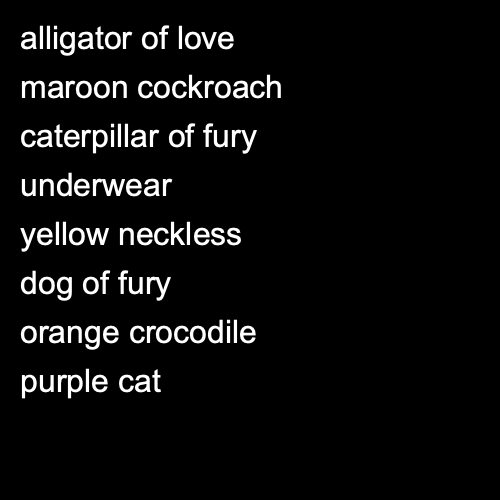 alligator of love
maroon cockroach
caterpillar of fury
underwear
yellow neckless
dog of fury
orange crocodile
purple cat